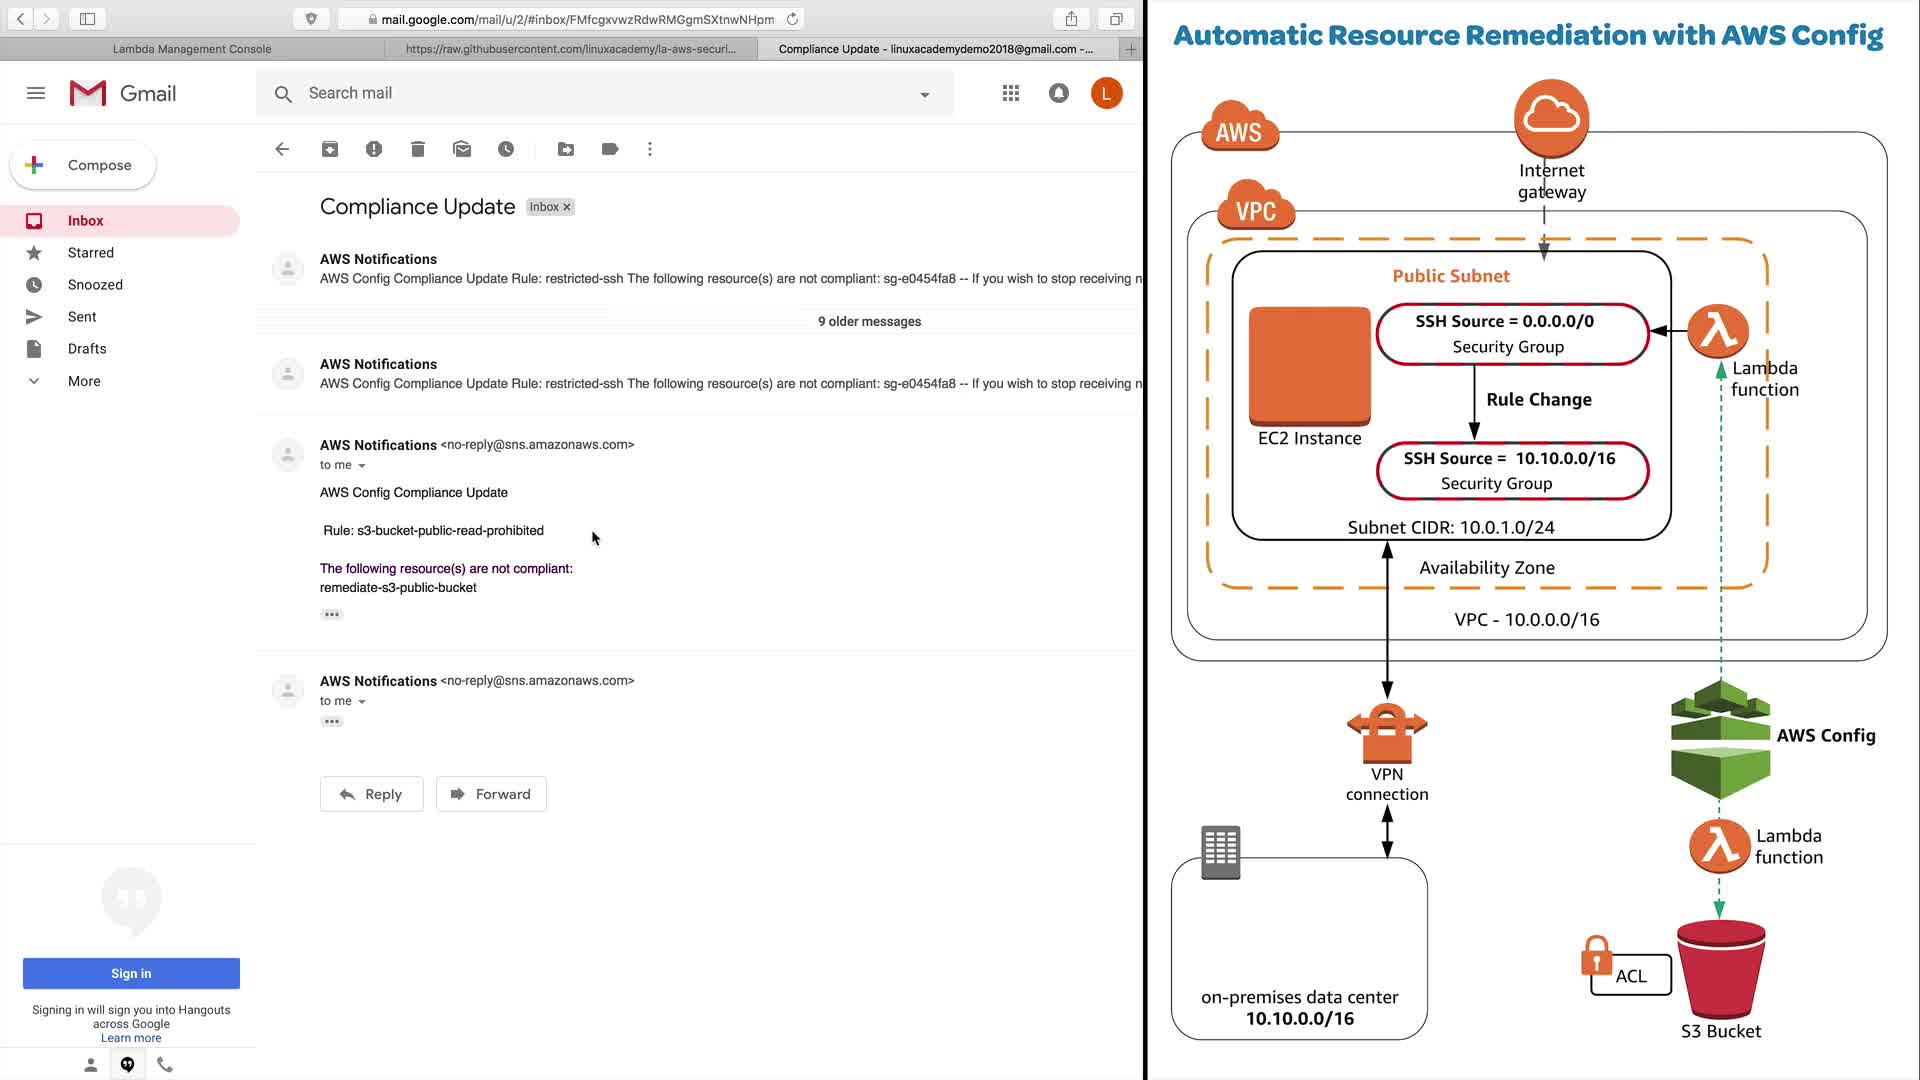 mail.google.com/mail/u/2/#inbox/FMfcgxvwzRdwRMGgmSXtnwNHpm
Lambda Management Console
https://raw.githubusercontent.com/linuxacademy/la-aws-securi...
Compliance Update - linuxacademydemo2018@gmail.com -...
Gmail
Search mail
L
Compose
Inbox
Starred
Snoozed
Sent
Drafts
More
Compliance Update
Inbox ×
AWS Notifications
AWS Config Compliance Update Rule: restricted-ssh The following resource(s) are not compliant: sg-e0454fa8 -- If you wish to stop receiving n
9 older messages
AWS Notifications
AWS Config Compliance Update Rule: restricted-ssh The following resource(s) are not compliant: sg-e0454fa8 -- If you wish to stop receiving n
AWS Notifications <no-reply@sns.amazonaws.com>
to me
AWS Config Compliance Update
Rule: s3-bucket-public-read-prohibited
The following resource(s) are not compliant:
remediate-s3-public-bucket
AWS Notifications <no-reply@sns.amazonaws.com>
to me
Reply
Forward
Sign in
Signing in will sign you into Hangouts
across Google
Learn more
Automatic Resource Remediation with AWS Config
AWS
Internet
gateway
VPC
Public Subnet
SSH Source = 0.0.0.0/0
Security Group
Lambda
function
Rule Change
EC2 Instance
SSH Source = 10.10.0.0/16
Security Group
Subnet CIDR: 10.0.1.0/24
Availability Zone
VPC - 10.0.0.0/16
AWS Config
VPN
connection
Lambda
function
ACL
on-premises data center
10.10.0.0/16
S3 Bucket